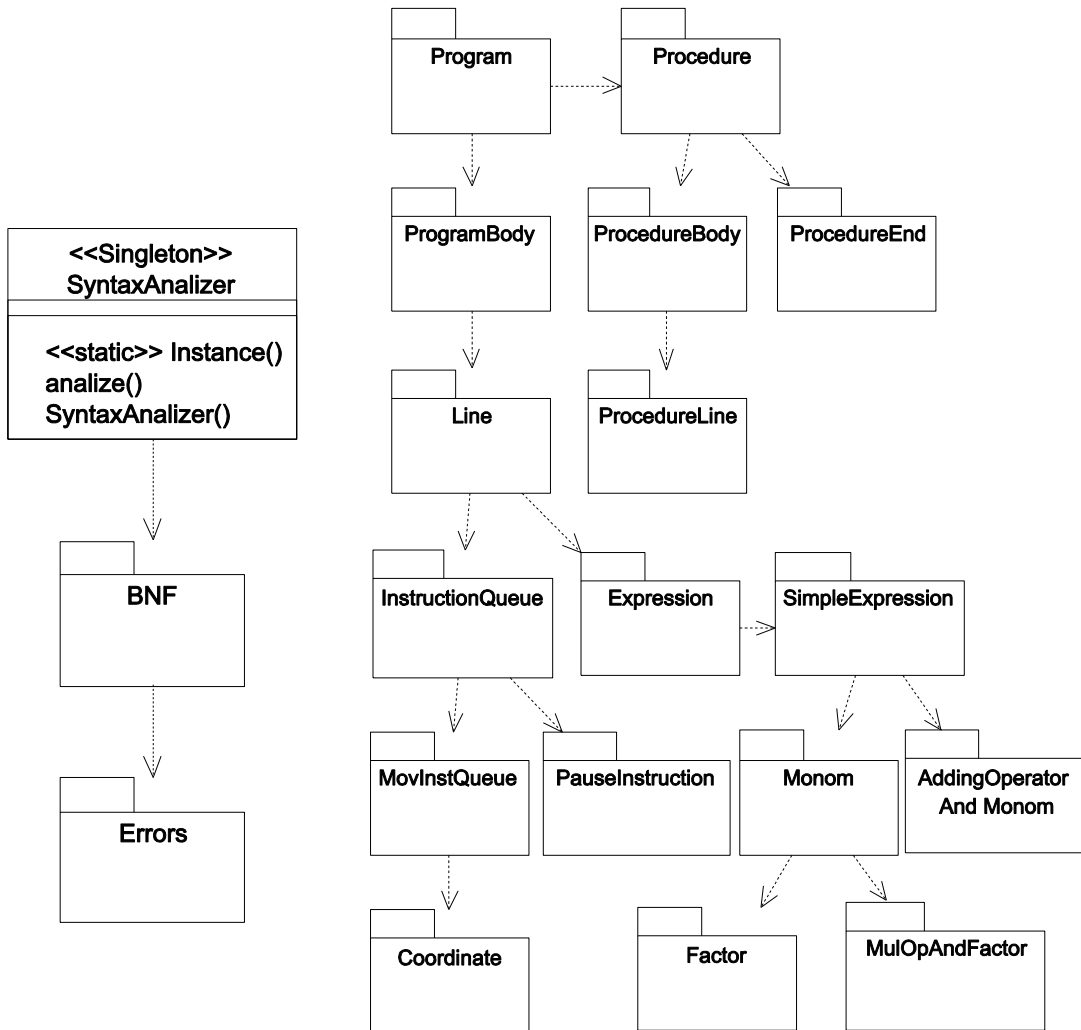 Program
Procedure
ProgramBody
ProcedureBody
ProcedureEnd
<<Singleton>>
SyntaxAnalizer
<<static>> Instance()
analize()
SyntaxAnalizer()
Line
ProcedureLine
BNF
InstructionQueue
Expression
SimpleExpression
Errors
MovInstQueue
PauseInstruction
Monom
AddingOperator
And Monom
Coordinate
Factor
MulOpAndFactor